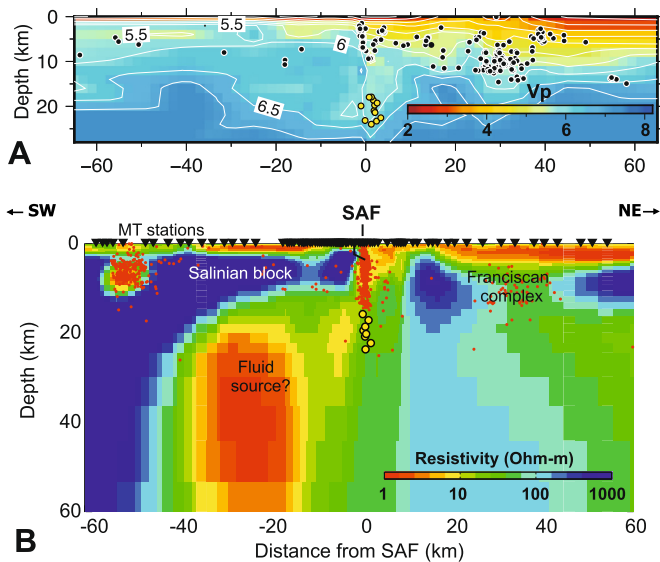 5.5
5.5
6
6.5
0
10
20
Depth (km)
Vp
2
4
6
8
A
−60
−40
−20
0
20
40
60
← SW
SAF
NE→
MT stations
0
20
40
60
Depth (km)
Salinian block
Franciscan
complex
Fluid
source?
Resistivity (Ohm-m)
1
10
100
1000
B
-60
-40
-20
0
20
40
60
Distance from SAF (km)